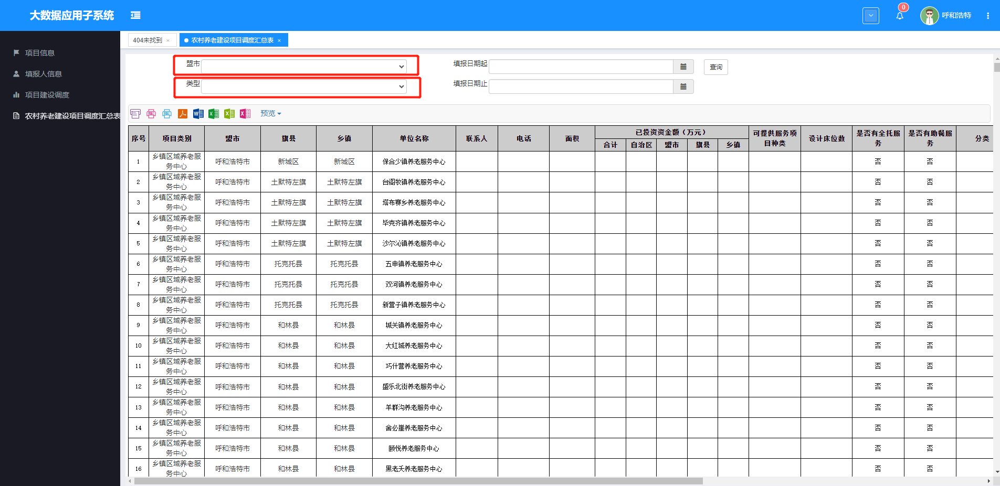 大数据应用子系统
0
呼和浩特
404未找到 ×
农村养老建设项目调度汇总表 ×
项目信息
填报人信息
项目建设调度
农村养老建设项目调度汇总表
盟市
填报日期起
查询
类型
填报日期止
预览
序号 项目类别 盟市 旗县 乡镇 单位名称 联系人 电话 面积 已投资资金额（万元） 可提供服务项目种类 设计床位数 是否有全托服务 是否有助餐服务 分类
合计 自治区 盟市 旗县 乡镇
1 乡镇区域养老服务中心 呼和浩特市 新城区 新城区 保合少镇养老服务中心 否 否
2 乡镇区域养老服务中心 呼和浩特市 土默特左旗 土默特左旗 台阁牧镇养老服务中心 否 否
3 乡镇区域养老服务中心 呼和浩特市 土默特左旗 土默特左旗 塔布赛乡养老服务中心 否 否
4 乡镇区域养老服务中心 呼和浩特市 土默特左旗 土默特左旗 毕克齐镇养老服务中心 否 否
5 乡镇区域养老服务中心 呼和浩特市 土默特左旗 土默特左旗 沙尔沁镇养老服务中心 否 否
6 乡镇区域养老服务中心 呼和浩特市 托克托县 托克托县 五申镇养老服务中心 否 否
7 乡镇区域养老服务中心 呼和浩特市 托克托县 托克托县 双河镇养老服务中心 否 否
8 乡镇区域养老服务中心 呼和浩特市 托克托县 托克托县 新营子镇养老服务中心 否 否
9 乡镇区域养老服务中心 呼和浩特市 和林县 和林县 城关镇养老服务中心 否 否
10 乡镇区域养老服务中心 呼和浩特市 和林县 和林县 大红城养老服务中心 否 否
11 乡镇区域养老服务中心 呼和浩特市 和林县 和林县 巧什营养老服务中心 否 否
12 乡镇区域养老服务中心 呼和浩特市 和林县 和林县 盛乐北街养老服务中心 否 否
13 乡镇区域养老服务中心 呼和浩特市 和林县 和林县 羊群沟养老服务中心 否 否
14 乡镇区域养老服务中心 呼和浩特市 和林县 和林县 舍必崖养老服务中心 否 否
15 乡镇区域养老服务中心 呼和浩特市 和林县 和林县 颐悦养老服务中心 否 否
16 乡镇区域养老服务中心 呼和浩特市 和林县 和林县 黑老夭养老服务中心 否 否